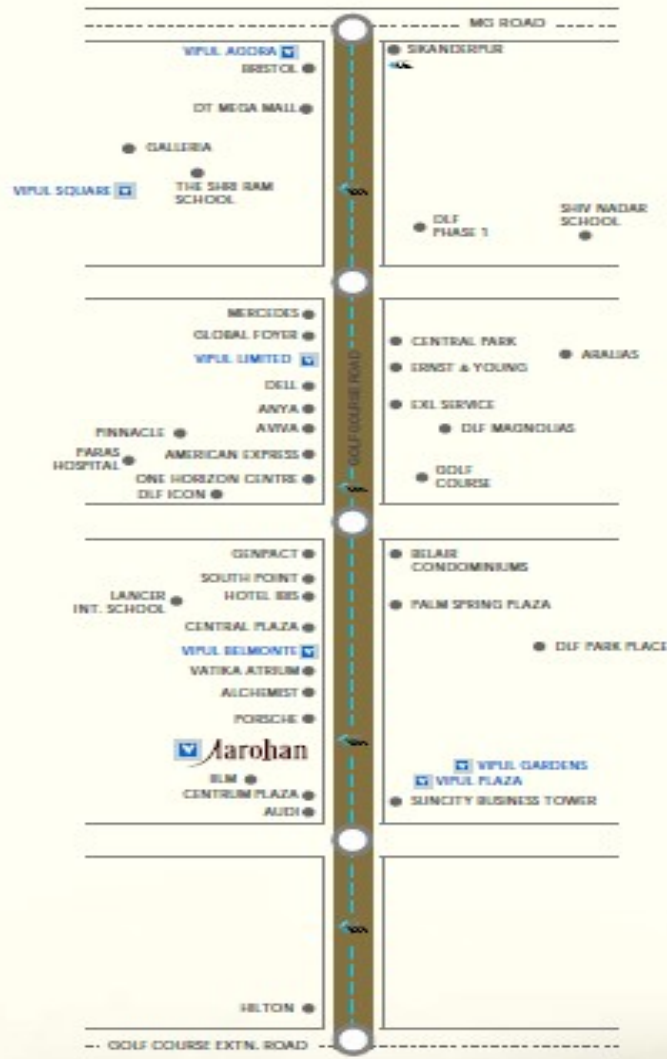 MG ROAD
VIPUL AGORA
SIKANDERPUR
BRISTOL
DT MEGA MALL
GALLERIA
THE SHRI RAM
SCHOOL
VIPUL SQUARE
DLF
PHASE 1
SHIV NADAR
SCHOOL
MERCEDES
GLOBAL FOYER
CENTRAL PARK
VIPUL LIMITED
ARALIAS
ERNST & YOUNG
DELL
ANYA
EXL SERVICE
AVIVA
DLF MAGNOLIAS
PINNACLE
PARAS
HOSPITAL
AMERICAN EXPRESS
GOLF COURSE ROAD
ONE HORIZON CENTRE
GOLF
COURSE
DLF ICON
GENPACT
BELAIR
CONDOMINIUMS
SOUTH POINT
HOTEL IBIS
LANCER
INT. SCHOOL
PALM SPRING PLAZA
CENTRAL PLAZA
VIPUL BELMONTE
DLF PARK PLACE
VATIKA ATRIUM
ALCHEMIST
PORSCHE
Aarohan
VIPUL GARDENS
VIPUL PLAZA
IILM
CENTRUM PLAZA
SUNCITY BUSINESS TOWER
AUDI
HILTON
GOLF COURSE EXTN. ROAD